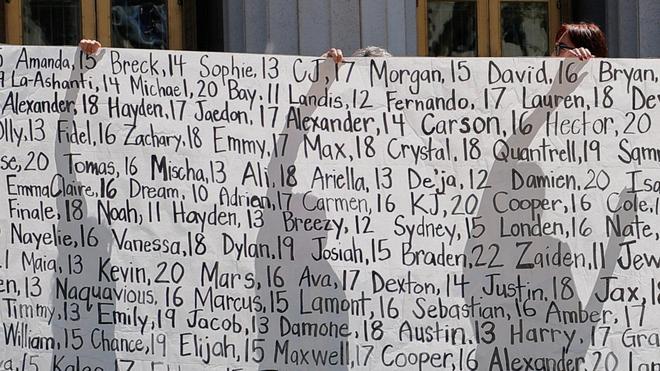 Amanda, 15 Breck, 14 Sophie, 13 CJ, 17 Morgan, 15 David, 16 Bryan,
La-Ashanti, 14 Michael, 20 Bay, 11 Landis, 12 Fernando, 17 Lauren, 18
Alexander, 18 Hayden, 17 Jaedon, 17 Alexander, 14 Carson, 16 Hector, 20
13 Fidel, 16 Zachary, 18 Emmy, 17 Max, 18 Crystal, 18 Quantrell, 19
20 Tomas, 16 Mischa, 13 Ali, 18 Ariella, 13 De'ja, 12 Damien, 20
EmmaClaire, 16 Dream, 10 Adrien, 17 Carmen, 16 KJ, 20 Cooper, 16 Cole,
Finale, 18 Noah, 11 Hayden, 13 Breezy, 12 Sydney, 15 Londen, 16 Nate,
Nayelie, 16 Vanessa, 18 Dylan, 19 Josiah, 15 Braden, 22 Zaiden, 11
Maia, 13 Kevin, 20 Mars, 16 Ava, 17 Dexton, 14 Justin, 18 Jax, 18
13 Naquavious, 16 Marcus, 15 Lamont, 16 Sebastian, 16 Amber, 17
Timmy, 13 Emily, 19 Jacob, 13 Damone, 18 Austin, 13 Harry, 17
William, 15 Chance, 19 Elijah, 15 Maxwell, 17 Cooper, 16 Alexander, 20